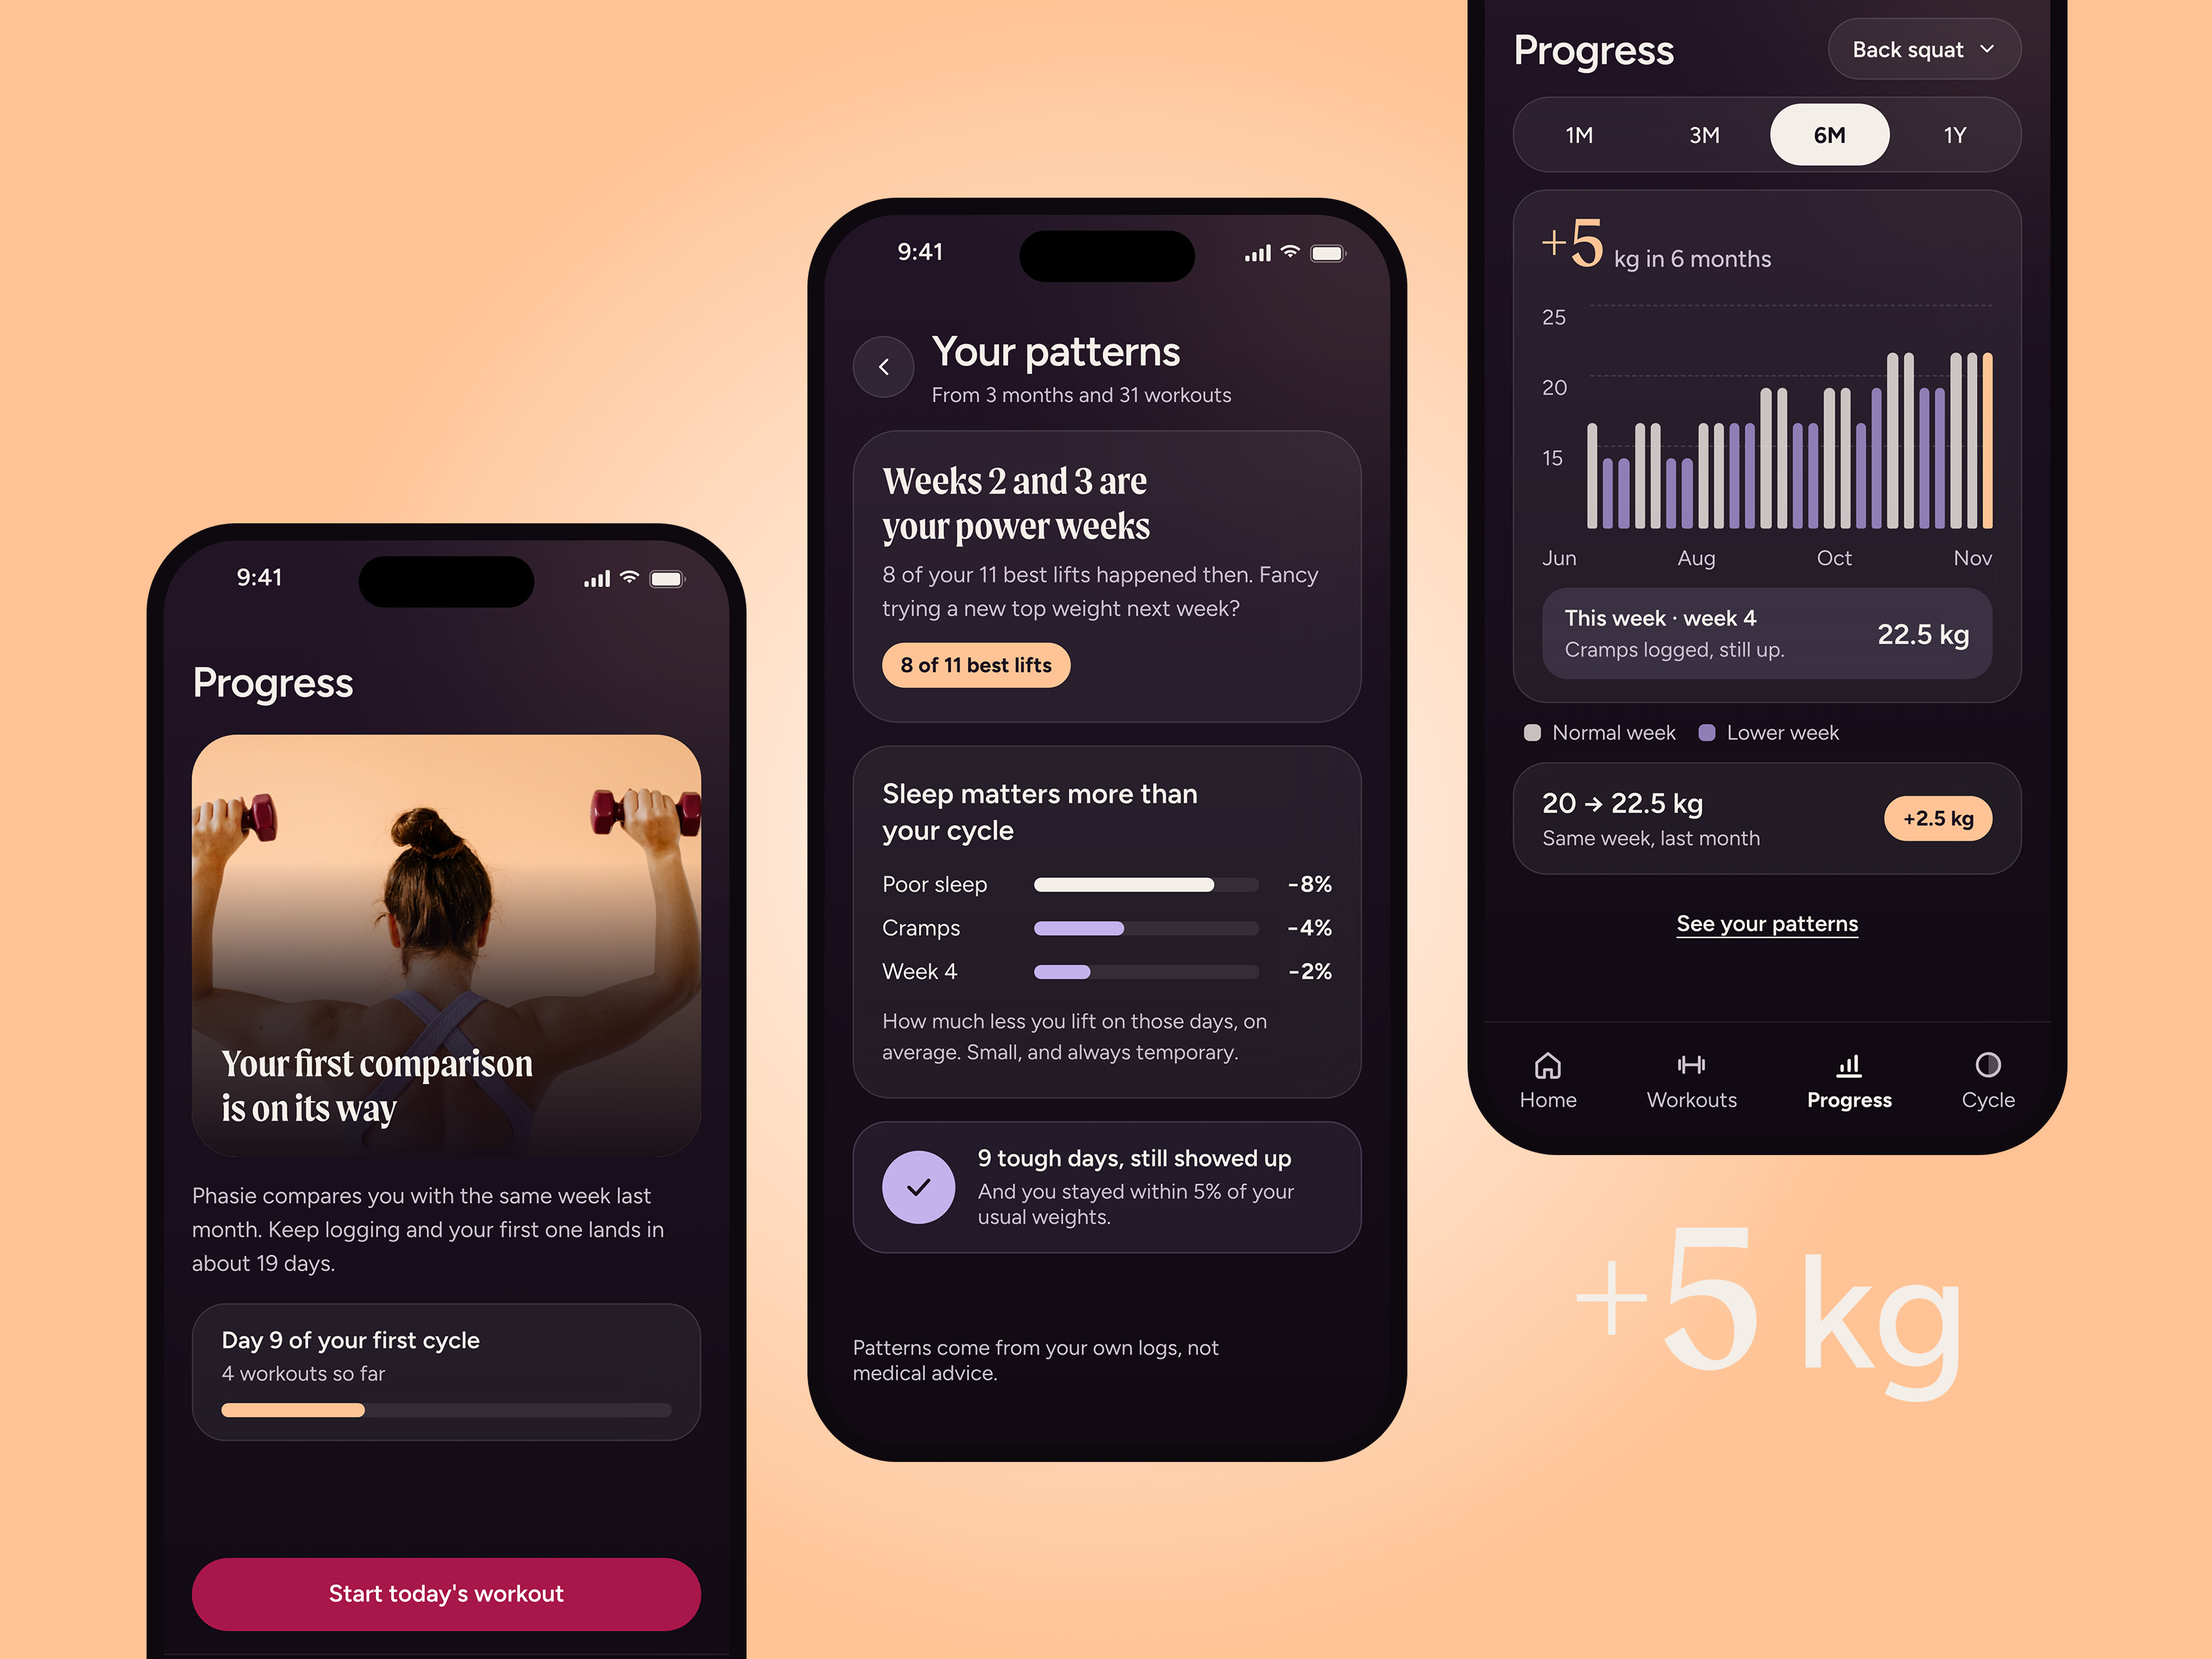 9:41
Progress
Your first comparison
is on its way
Phasie compares you with the same week last
month. Keep logging and your first one lands in
about 19 days.
Day 9 of your first cycle
4 workouts so far
Start today's workout
9:41
Your patterns
From 3 months and 31 workouts
Weeks 2 and 3 are
your power weeks
8 of your 11 best lifts happened then. Fancy
trying a new top weight next week?
8 of 11 best lifts
Sleep matters more than
your cycle
Poor sleep -8%
Cramps -4%
Week 4 -2%
How much less you lift on those days, on
average. Small, and always temporary.
9 tough days, still showed up
And you stayed within 5% of your
usual weights.
Patterns come from your own logs, not
medical advice.
Progress Back squat
1M 3M 6M 1Y
+5 kg in 6 months
25
20
15
Jun Aug Oct Nov
This week · week 4
Cramps logged, still up.
22.5 kg
Normal week Lower week
20 → 22.5 kg
Same week, last month
+2.5 kg
See your patterns
Home Workouts Progress Cycle
+5 kg